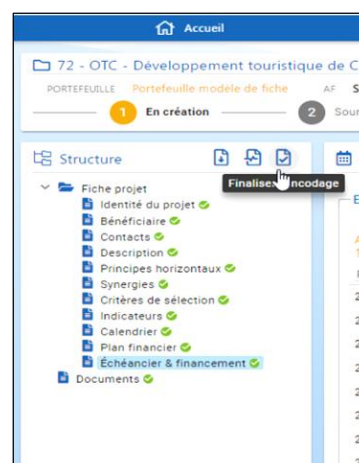 Accueil
72 - OTC - Développement touristique de C
PORTEFEUILLE Portefeuille modèle de fiche AF S
1 En création 2 Sour
Structure
Finaliser
ncodage
Fiche projet
Identité du projet
Bénéficiaire
Contacts
Description
Principes horizontaux
Synergies
Critères de sélection
Indicateurs
Calendrier
Plan financier
Échéancier & financement
Documents